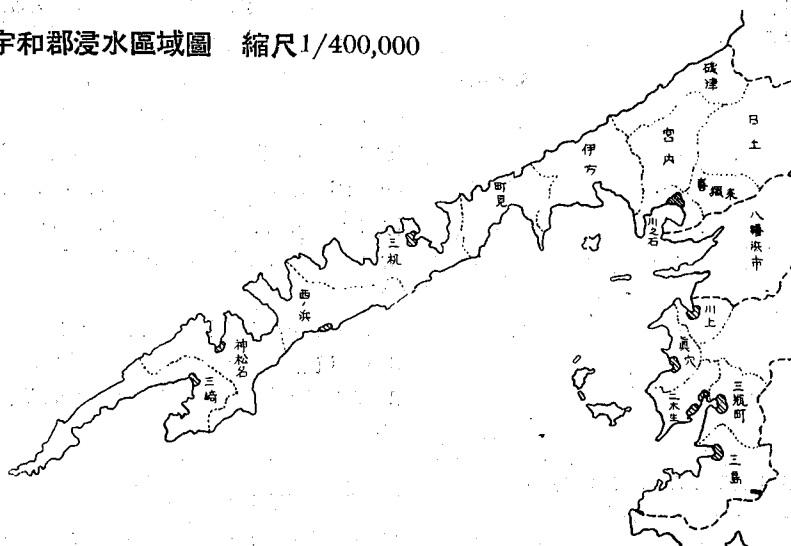 宇和郡浸水區域圖 縮尺1/400,000
磯津
日土
宮内
伊方
喜須来
町見
川之石
八幡浜市
三机
西ノ浜
川上
神松名
眞穴
三崎
三瓶町
二木生
三島